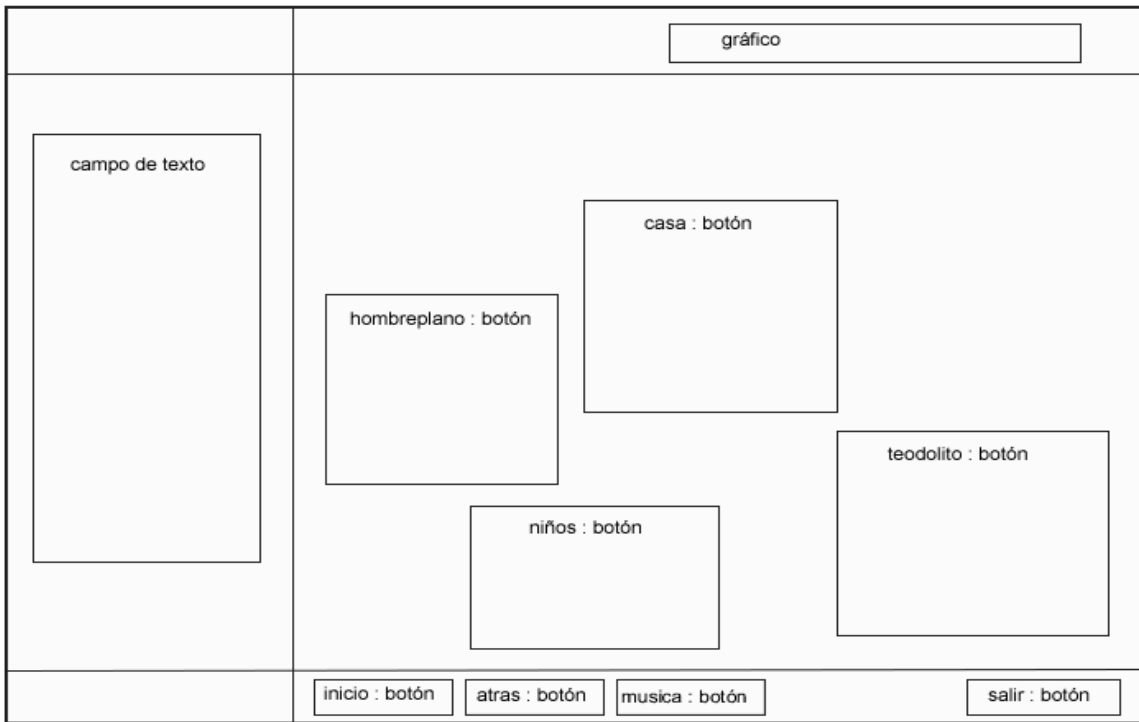 gráfico
campo de texto
casa : botón
hombreplano : botón
teodolito : botón
niños : botón
inicio : botón
atras : botón
musica : botón
salir : botón